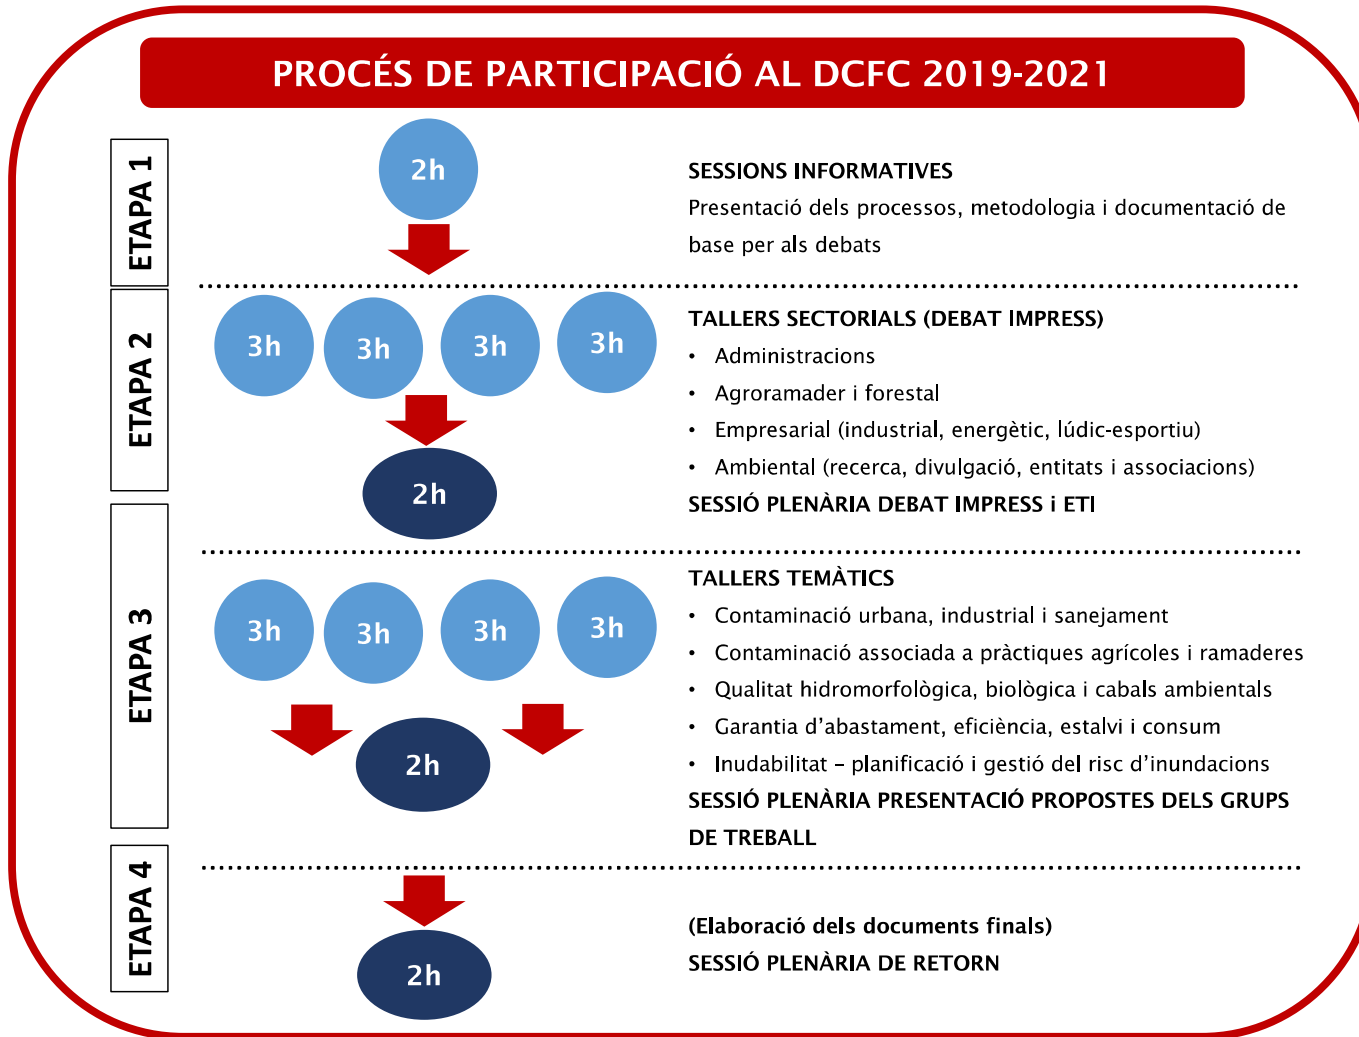 PROCÉS DE PARTICIPACIÓ AL DCFC 2019-2021
ETAPA 1
2h
SESSIONS INFORMATIVES
Presentació dels processos, metodologia i documentació de
base per als debats
ETAPA 2
3h
3h
3h
3h
TALLERS SECTORIALS (DEBAT IMPRESS)
• Administracions
• Agroramader i forestal
• Empresarial (industrial, energètic, lúdic-esportiu)
• Ambiental (recerca, divulgació, entitats i associacions)
2h
SESSIÓ PLENÀRIA DEBAT IMPRESS i ETI
ETAPA 3
3h
3h
3h
3h
TALLERS TEMÀTICS
• Contaminació urbana, industrial i sanejament
• Contaminació associada a pràctiques agrícoles i ramaderes
• Qualitat hidromorfològica, biològica i cabals ambientals
• Garantia d’abastament, eficiència, estalvi i consum
• Inudabilitat – planificació i gestió del risc d’inundacions
2h
SESSIÓ PLENÀRIA PRESENTACIÓ PROPOSTES DELS GRUPS
DE TREBALL
ETAPA 4
(Elaboració dels documents finals)
2h
SESSIÓ PLENÀRIA DE RETORN